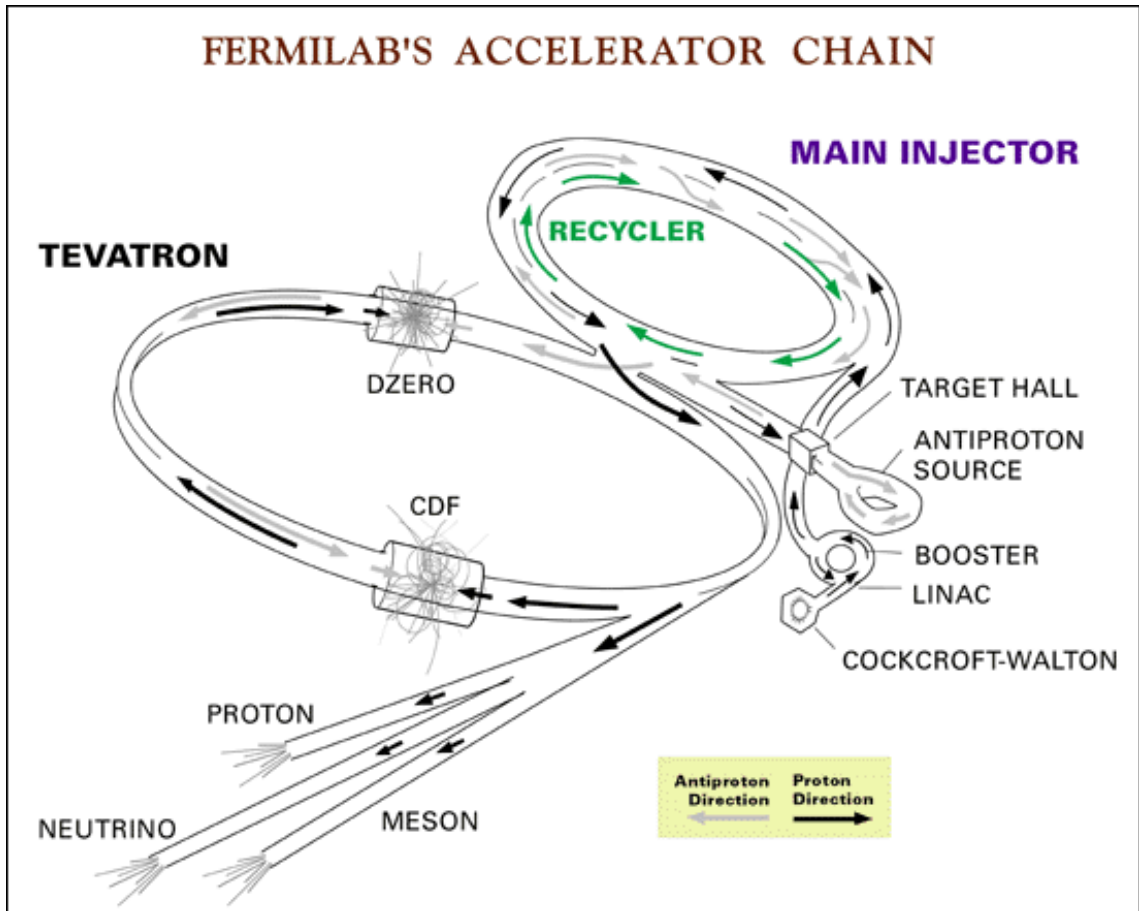 FERMILAB'S ACCELERATOR CHAIN
MAIN INJECTOR
RECYCLER
TEVATRON
DZERO
TARGET HALL
ANTIPROTON
SOURCE
CDF
BOOSTER
LINAC
COCKCROFT-WALTON
PROTON
NEUTRINO
MESON
Antiproton
Direction
Proton
Direction